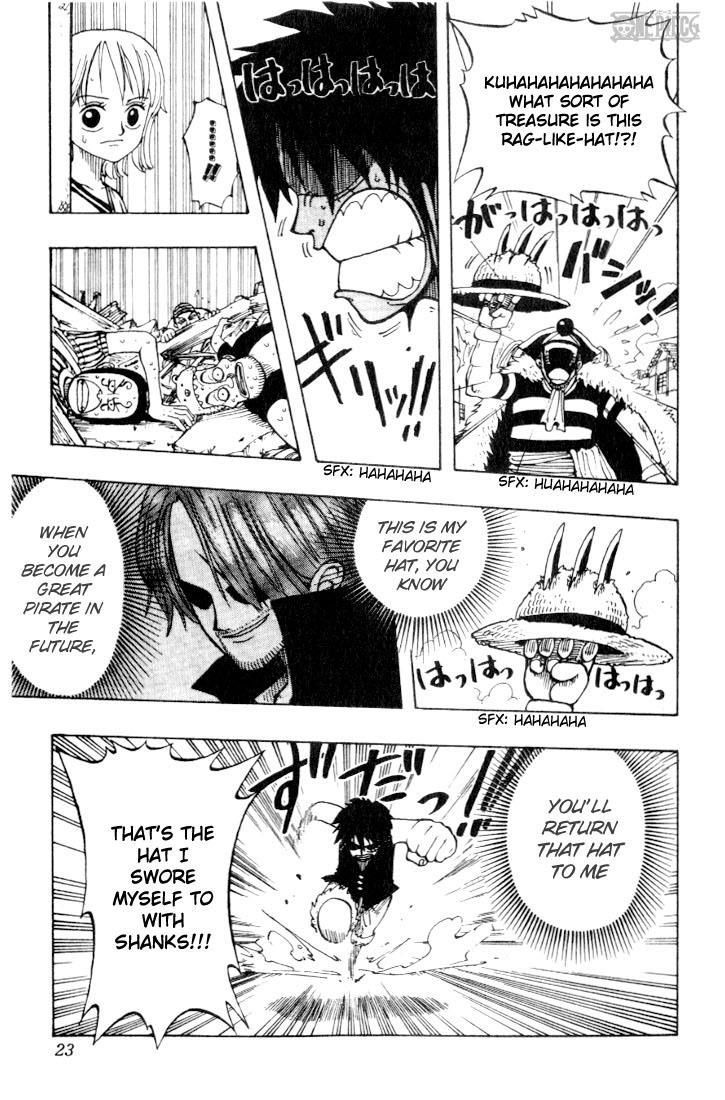 ONE PIECE
KUHAHAHAHAHAHAHA
WHAT SORT OF
TREASURE IS THIS
RAG-LIKE-HAT!?!
がっはっはっはっ
バシッ!
SFX: HUAHAHAHAHA
はっはっはっはっは
SFX: HAHAHAHA
......!!
THIS IS MY
FAVORITE
HAT, YOU
KNOW
はっはっ
はっはっ
SFX: HAHAHAHA
WHEN
YOU
BECOME A
GREAT
PIRATE IN
THE
FUTURE,
YOU'LL
RETURN
THAT HAT
TO ME
ずだっ!!
THAT'S THE
HAT I
SWORE
MYSELF TO
WITH
SHANKS!!!
23